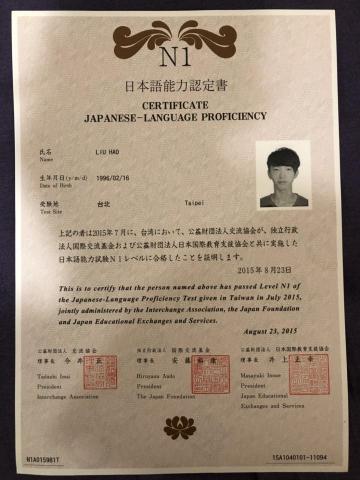 N1
日本語能力認定書
CERTIFICATE
JAPANESE-LANGUAGE PROFICIENCY
氏名 LIU HAO
Name
生年月日(y/m/d) 1996/02/16
Date of Birth
受験地 台北 Taipei
Test Site
上記の者は2015年7月に、台湾において、公益財団法人交流協会が、独立行
政法人国際交流基金および公益財団法人日本国際教育支援協会と共に実施した
日本語能力試験N1レベルに合格したことを証明します。
2015年8月23日
This is to certify that the person named above has passed Level N1 of
the Japanese-Language Proficiency Test given in Taiwan in July 2015,
jointly administered by the Interchange Association, the Japan Foundation
and Japan Educational Exchanges and Services.
August 23, 2015
公益財団法人 交流協会 独立行政法人 国際交流基金 公益財団法人 日本国際教育支援協会
理事長 今井 正 理事長 安藤 裕康 理事長 井上 正幸
Tadashi Imai Hiroyasu Ando Masayuki Inoue
President President President
Interchange Association The Japan Foundation Japan Educational
Exchanges and Services
N1A015981T 15A1040101-11094